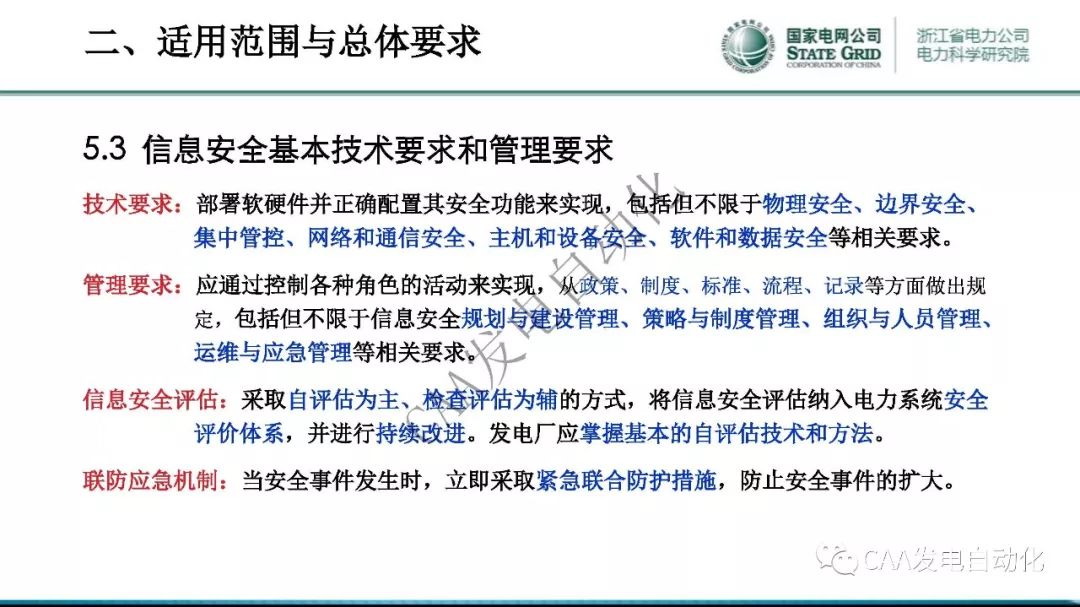 二、适用范围与总体要求
国家电网公司
STATE GRID
CORPORATION OF CHINA
浙江省电力公司
电力科学研究院
5.3 信息安全基本技术要求和管理要求
技术要求：部署软硬件并正确配置其安全功能来实现，包括但不限于物理安全、边界安全、
集中管控、网络和通信安全、主机和设备安全、软件和数据安全等相关要求。
管理要求：应通过控制各种角色的活动来实现，从政策、制度、标准、流程、记录等方面做出规
定，包括但不限于信息安全规划与建设管理、策略与制度管理、组织与人员管理、
运维与应急管理等相关要求。
信息安全评估：采取自评估为主、检查评估为辅的方式，将信息安全评估纳入电力系统安全
评价体系，并进行持续改进。发电厂应掌握基本的自评估技术和方法。
联防应急机制：当安全事件发生时，立即采取紧急联合防护措施，防止安全事件的扩大。
CAA发电自动化
CAA发电自动化